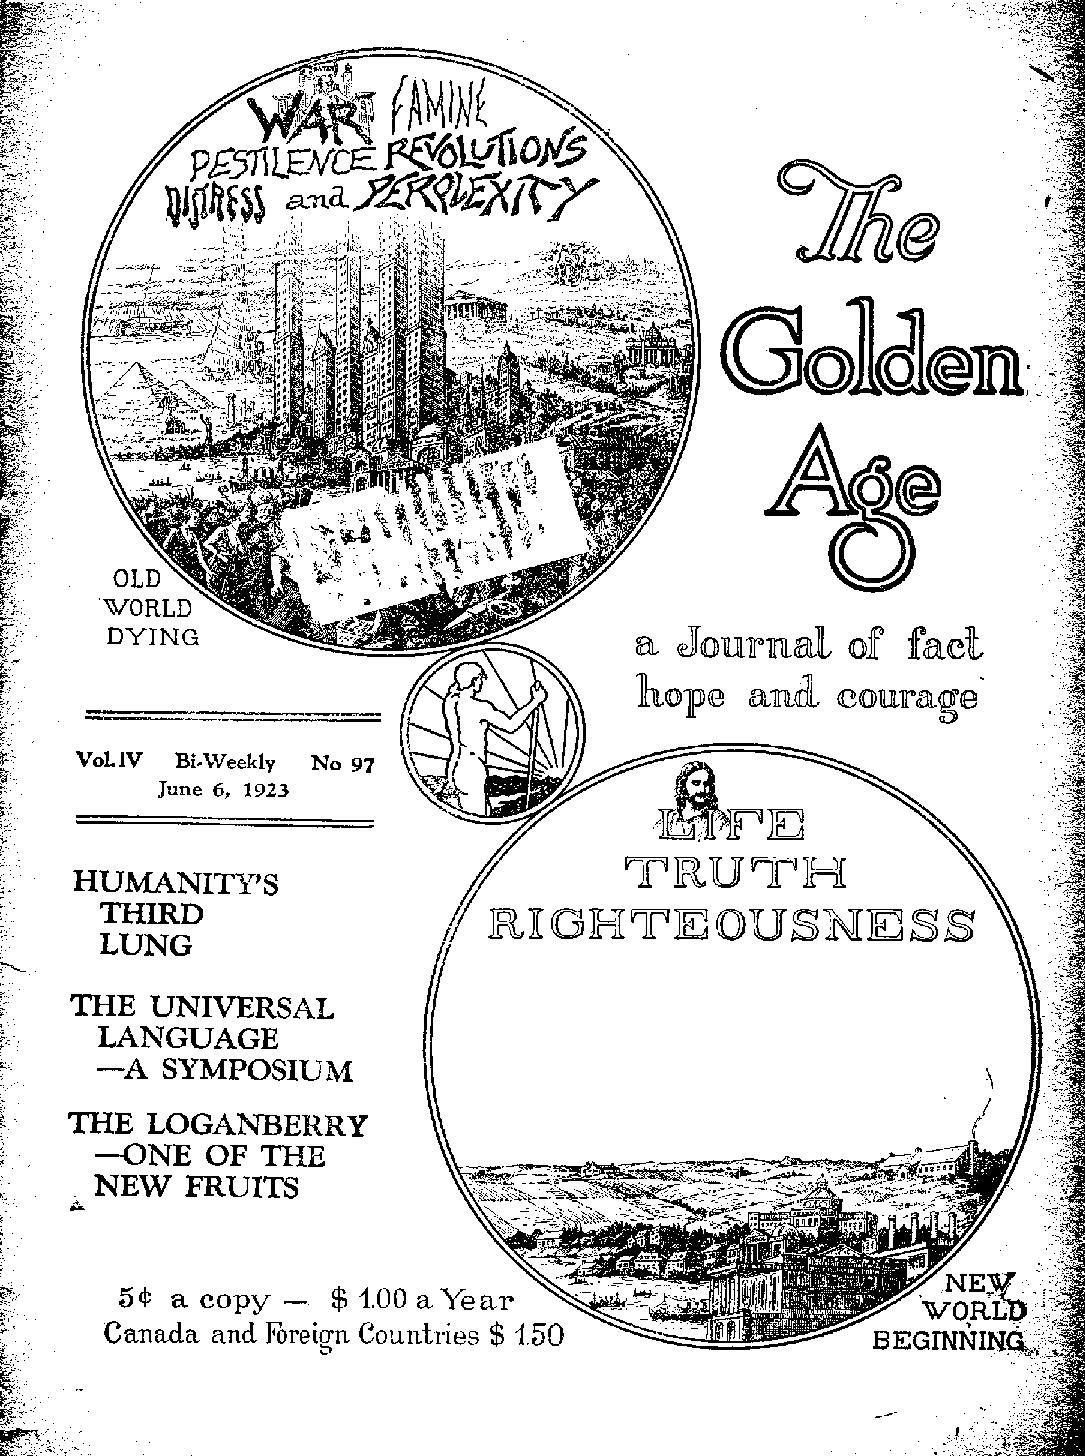 WAR FAMINE
PESTILENCE REVOLUTIONS
DISTRESS and PERPLEXITY
The
Golden
Age
OLD
WORLD
DYING
a Journal of fact
hope and courage
Vol. IV Bi-Weekly No 97
June 6, 1923
LIFE
TRUTH
RIGHTEOUSNESS
HUMANITY'S
THIRD
LUNG
THE UNIVERSAL
LANGUAGE
—A SYMPOSIUM
THE LOGANBERRY
—ONE OF THE
NEW FRUITS
5¢ a copy — $ 1.00 a Year
Canada and Foreign Countries $ 1.50
NEW
WORLD
BEGINNING